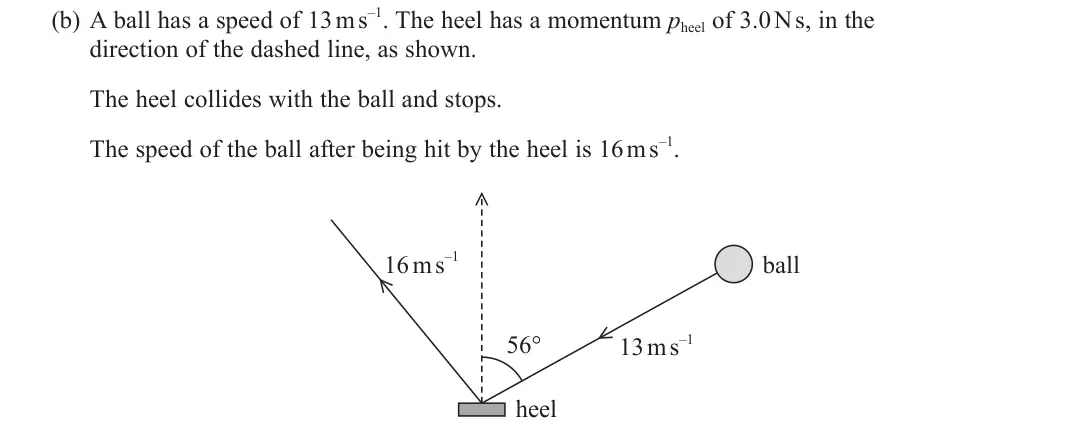 (b) A ball has a speed of 13 m s⁻¹. The heel has a momentum p_heel of 3.0 N s, in the
direction of the dashed line, as shown.
The heel collides with the ball and stops.
The speed of the ball after being hit by the heel is 16 m s⁻¹.
16 m s⁻¹
ball
56°
13 m s⁻¹
heel